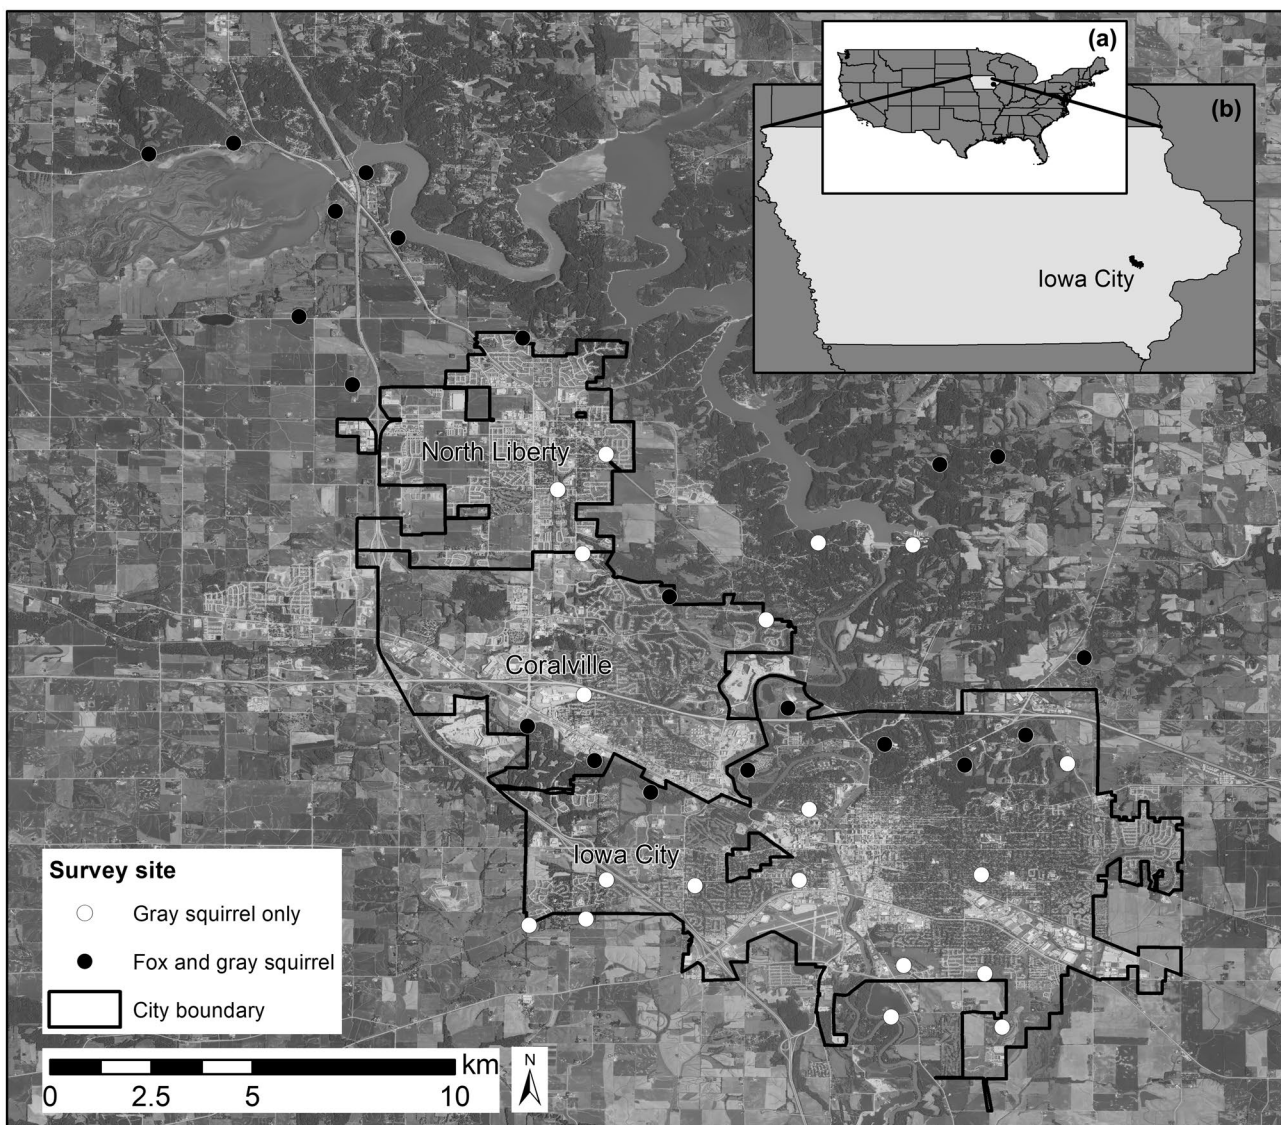 (a)
(b)
Iowa City
North Liberty
Coralville
Iowa City
Survey site
Gray squirrel only
Fox and gray squirrel
City boundary
km
0 2.5 5 10
N